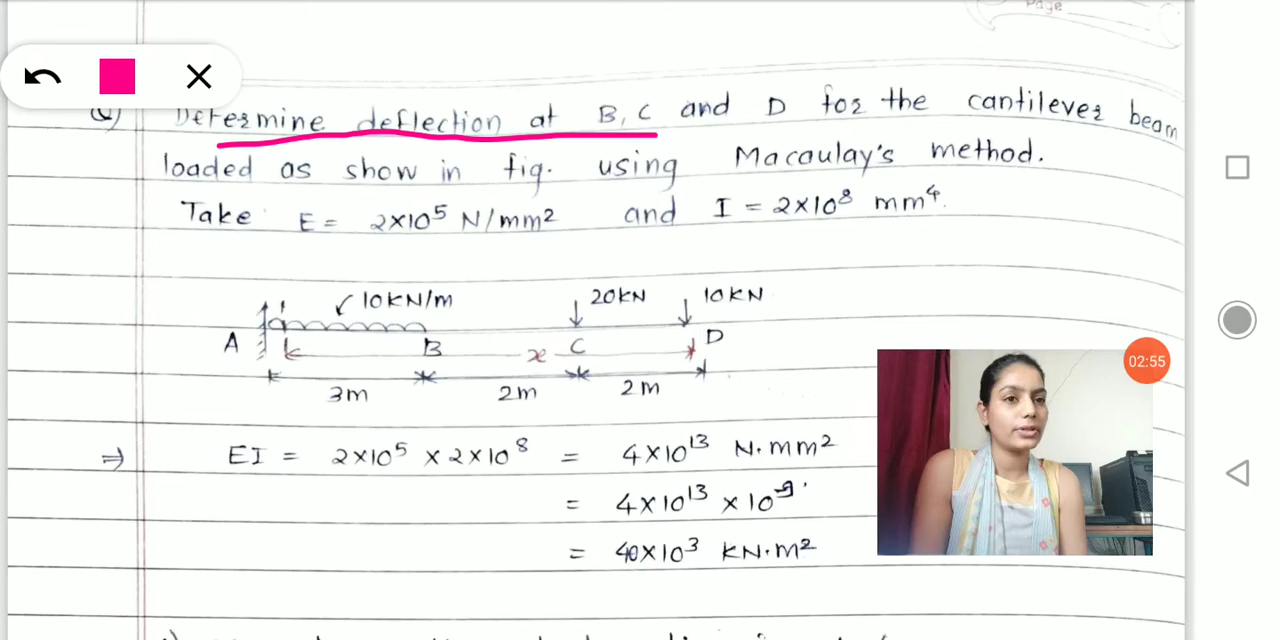 Page
Q) Determine deflection at B, C and D for the cantilever beam
loaded as show in fig. using Macaulay's method.
Take E = 2×10⁵ N/mm² and I = 2×10⁸ mm⁴.
10KN/m 20KN 10KN
A B x C D
3m 2m 2m
02:55
⇒ EI = 2×10⁵ × 2×10⁸ = 4×10¹³ N·mm²
= 4×10¹³ × 10⁻⁹
= 40×10³ KN·m²